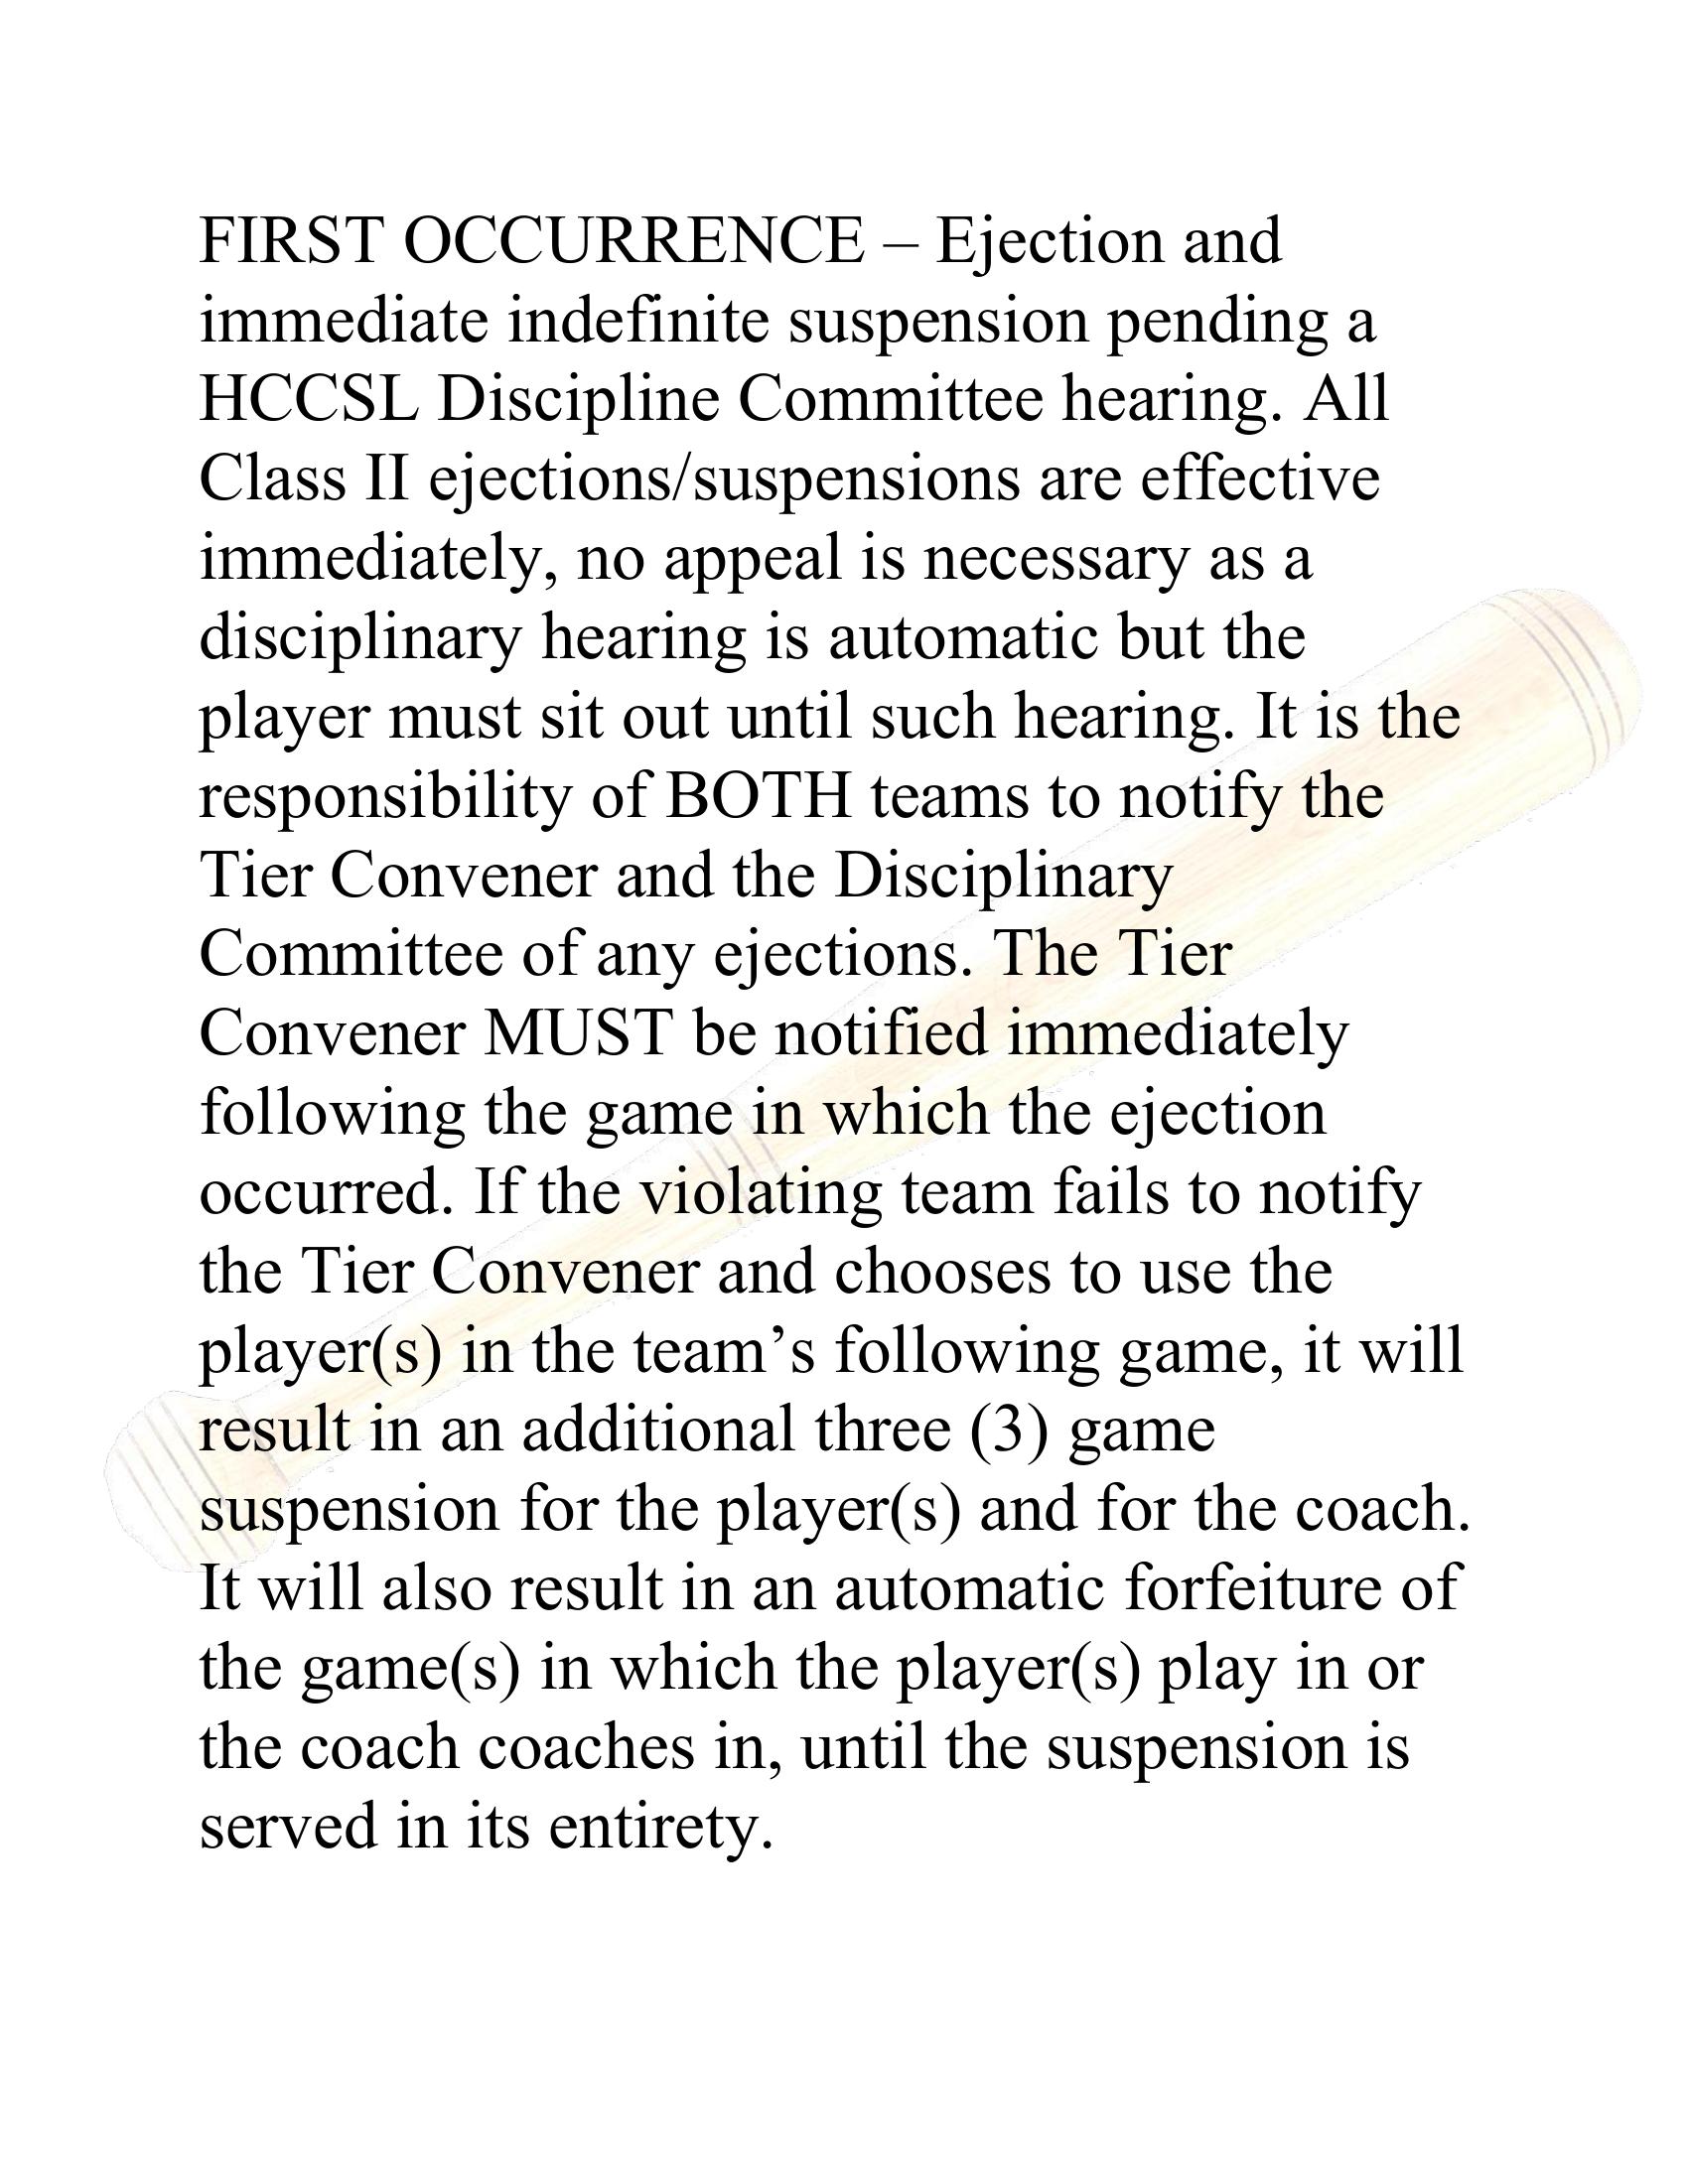 FIRST OCCURRENCE – Ejection and
immediate indefinite suspension pending a
HCCSL Discipline Committee hearing. All
Class II ejections/suspensions are effective
immediately, no appeal is necessary as a
disciplinary hearing is automatic but the
player must sit out until such hearing. It is the
responsibility of BOTH teams to notify the
Tier Convener and the Disciplinary
Committee of any ejections. The Tier
Convener MUST be notified immediately
following the game in which the ejection
occurred. If the violating team fails to notify
the Tier Convener and chooses to use the
player(s) in the team’s following game, it will
result in an additional three (3) game
suspension for the player(s) and for the coach.
It will also result in an automatic forfeiture of
the game(s) in which the player(s) play in or
the coach coaches in, until the suspension is
served in its entirety.